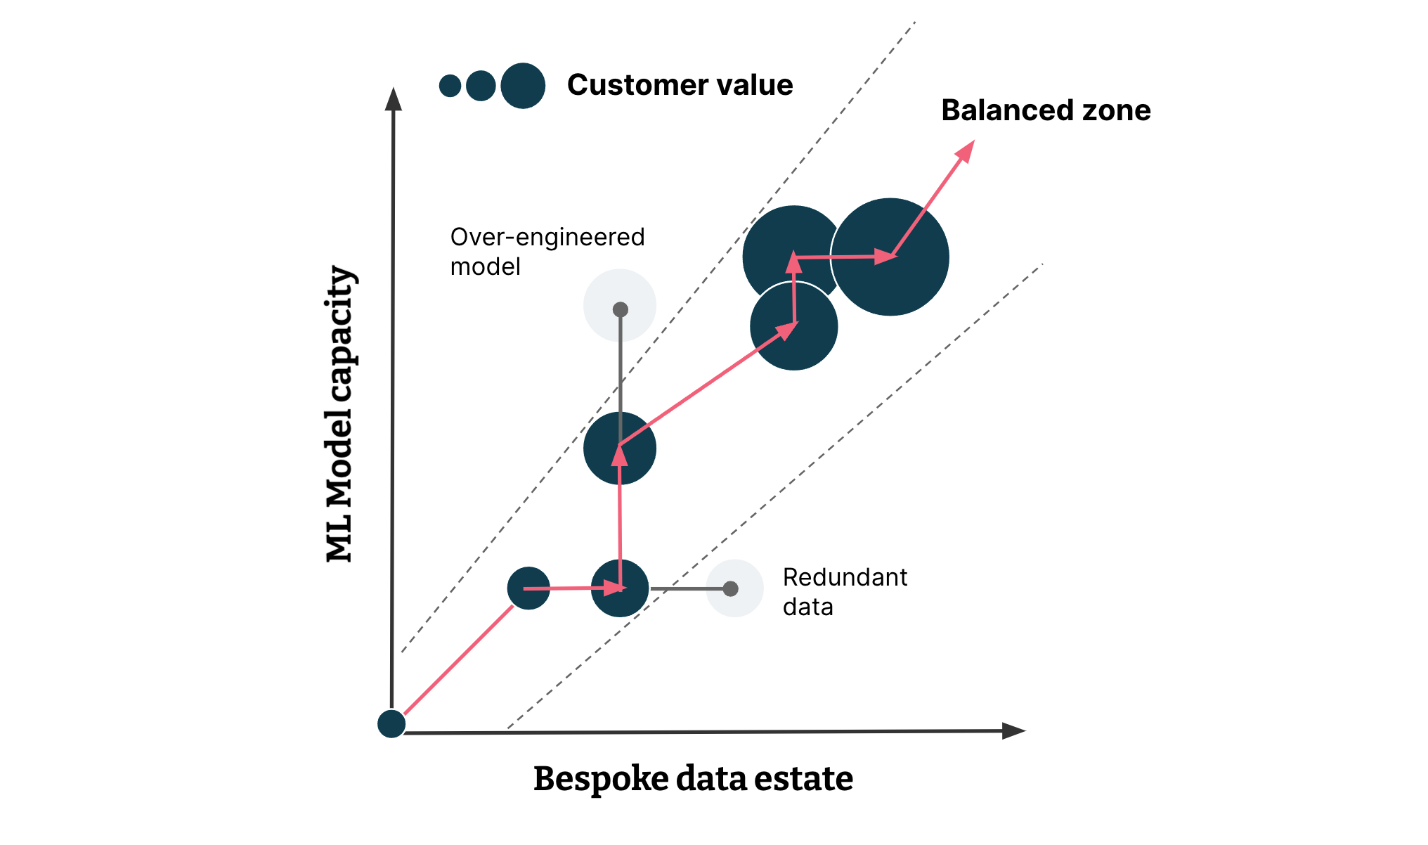 Customer value
Balanced zone
Over-engineered
model
ML Model capacity
Redundant
data
Bespoke data estate